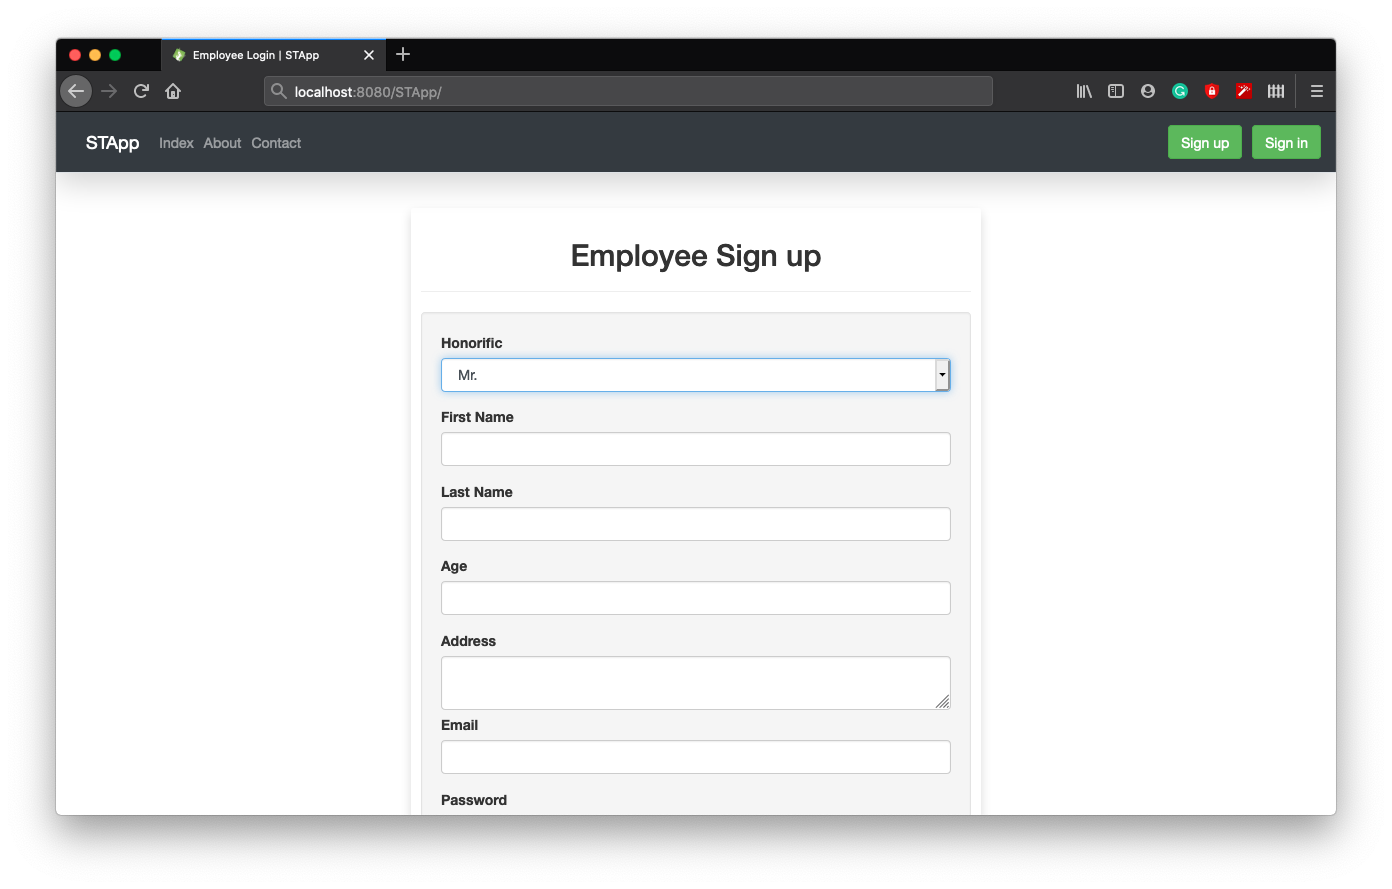 Employee Login | STApp
localhost:8080/STApp/
STApp Index About Contact Sign up Sign in
Employee Sign up
Honorific
Mr.
First Name
Last Name
Age
Address
Email
Password